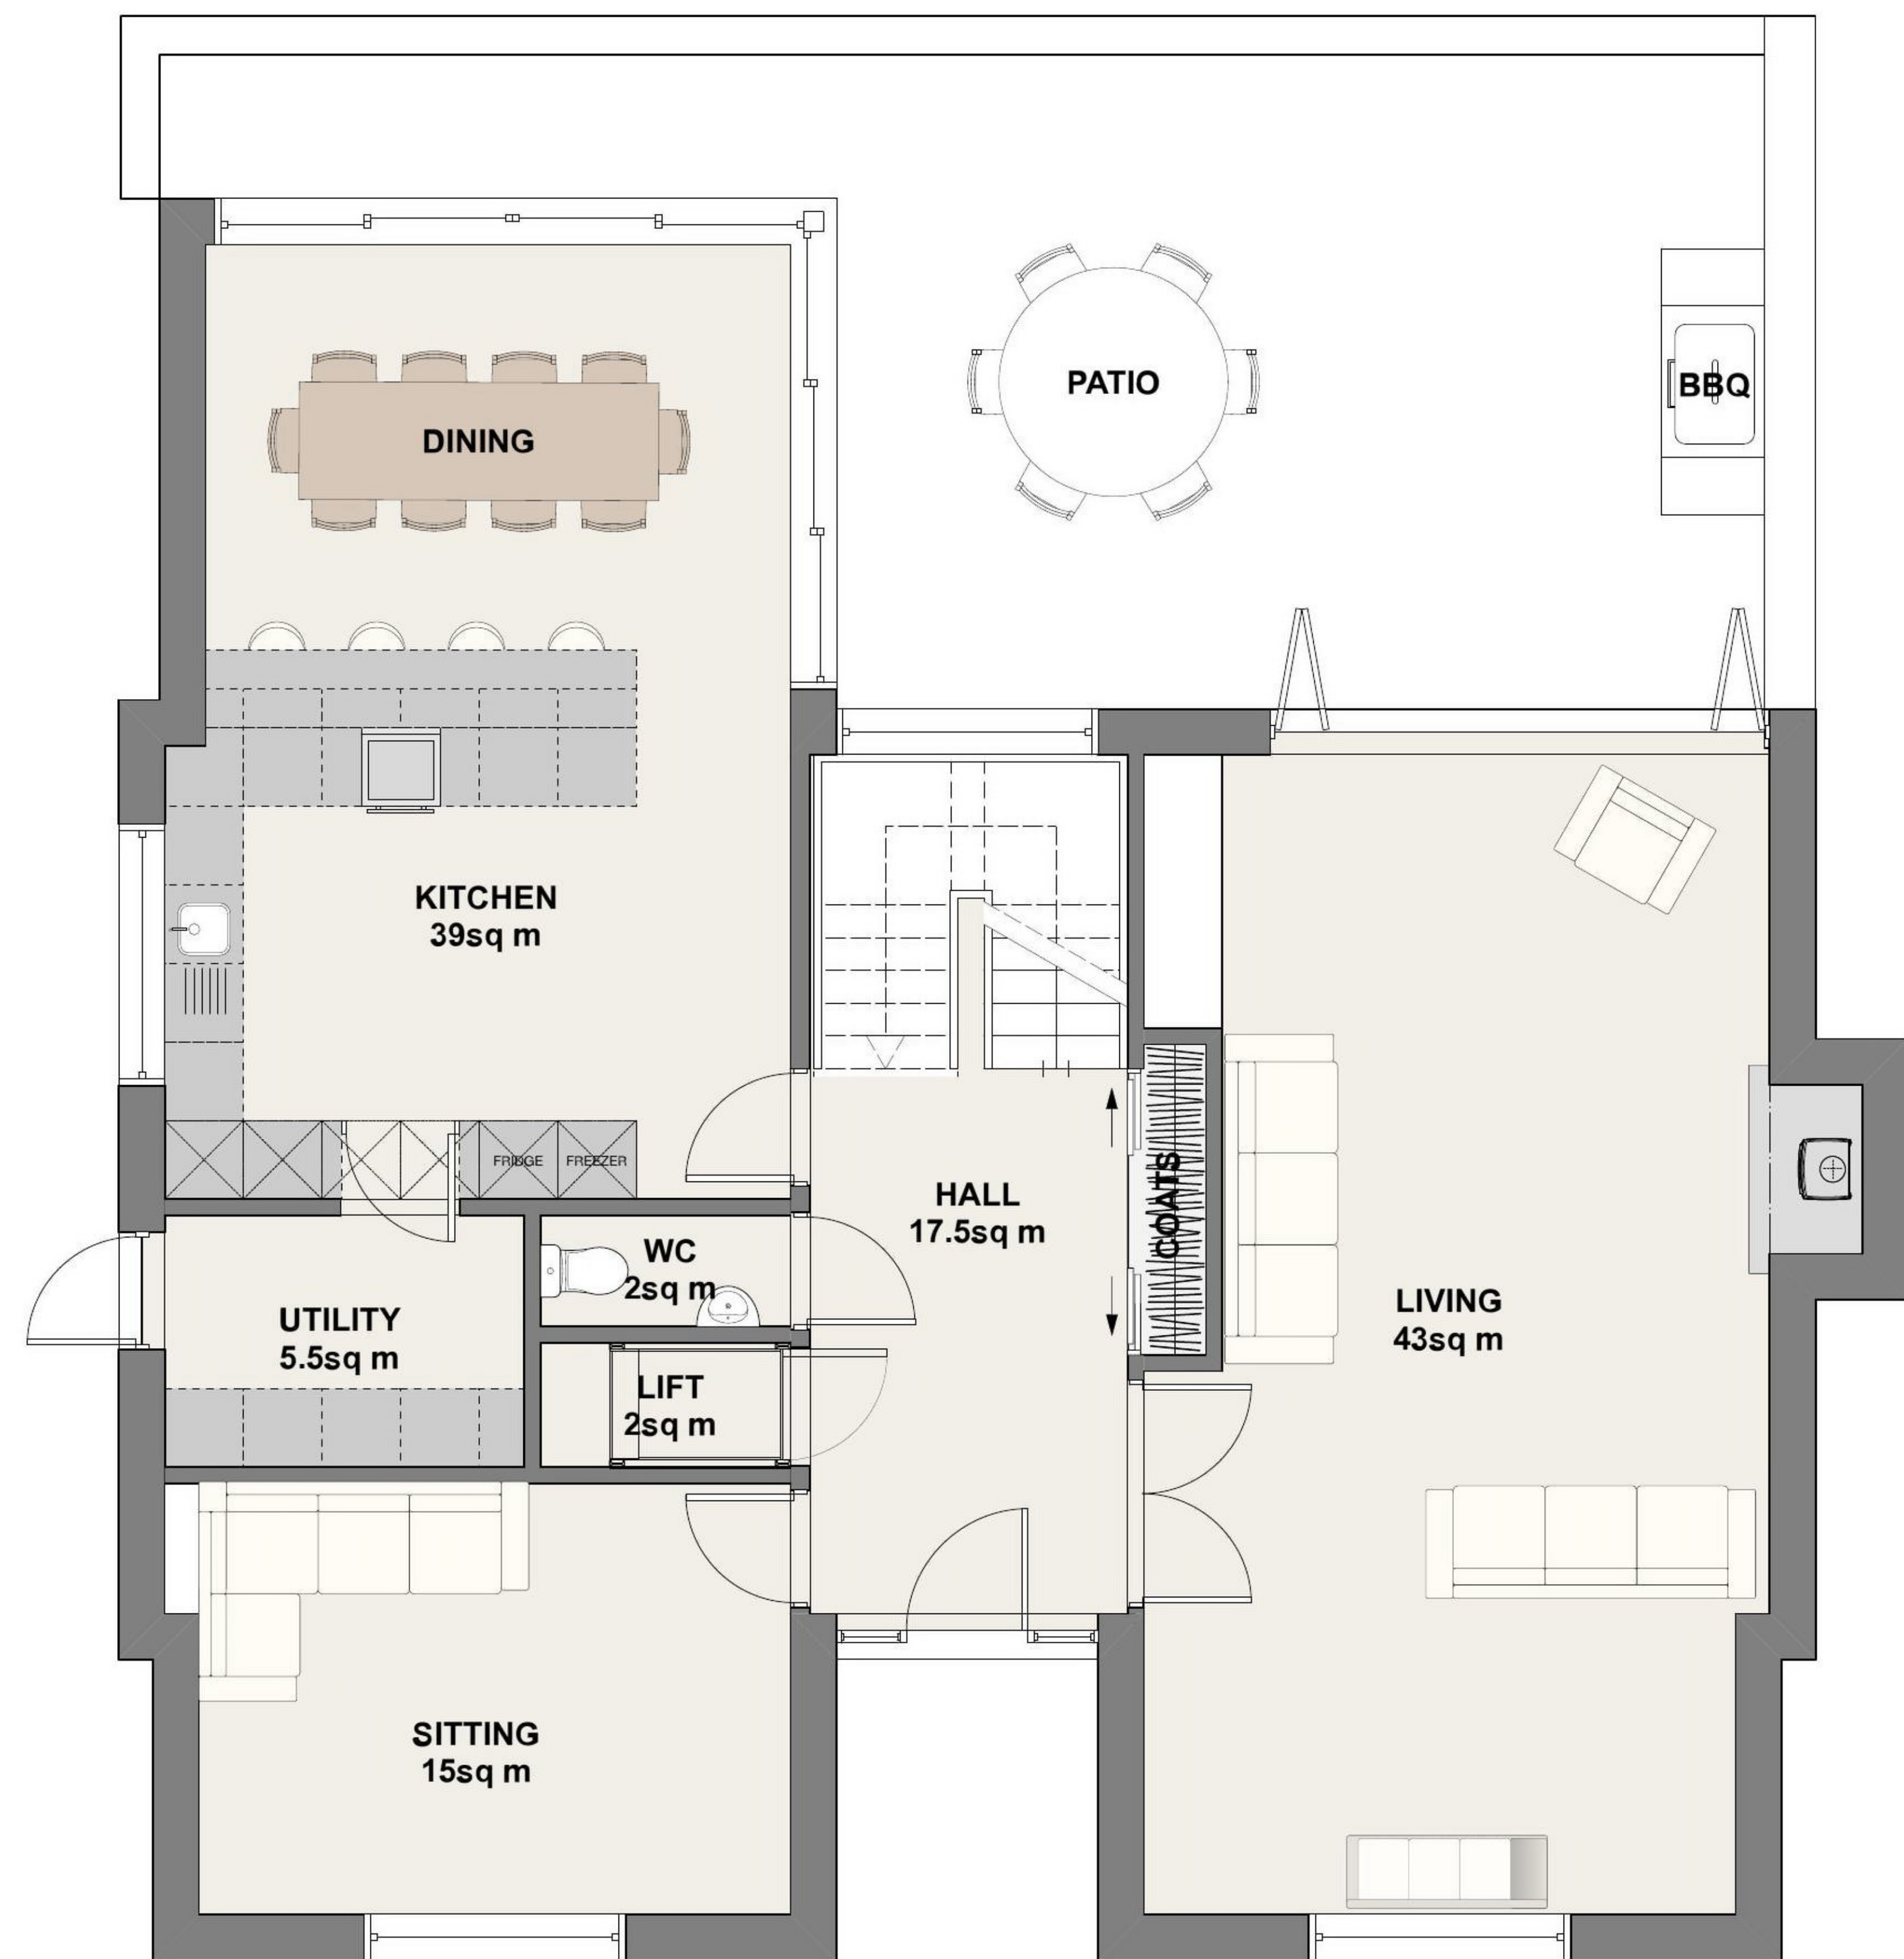 DINING
PATIO
BBQ
KITCHEN
39sq m
FRIDGE
FREEZER
HALL
17.5sq m
COATS
WC
2sq m
UTILITY
5.5sq m
LIFT
2sq m
LIVING
43sq m
SITTING
15sq m